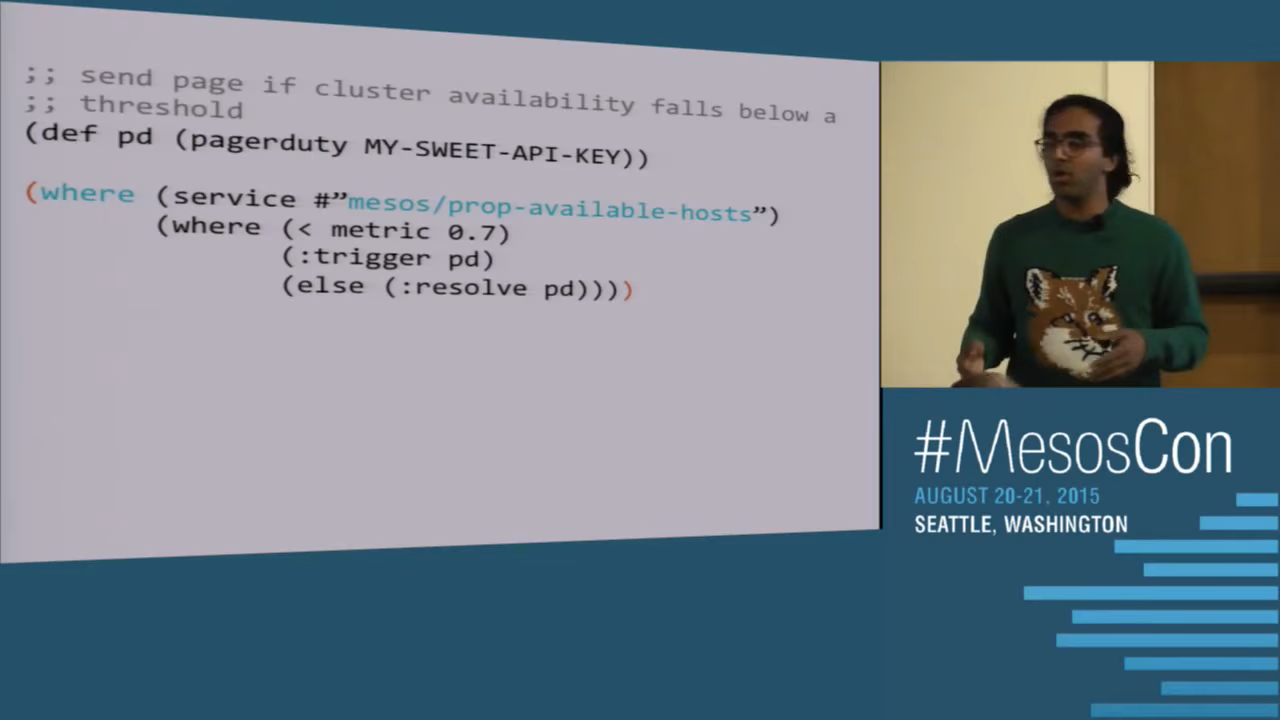 ;; send page if cluster availability falls below a
;; threshold
(def pd (pagerduty MY-SWEET-API-KEY))
(where (service #”mesos/prop-available-hosts”)
(where (< metric 0.7)
(:trigger pd)
(else (:resolve pd))))
#MesosCon
AUGUST 20-21, 2015
SEATTLE, WASHINGTON